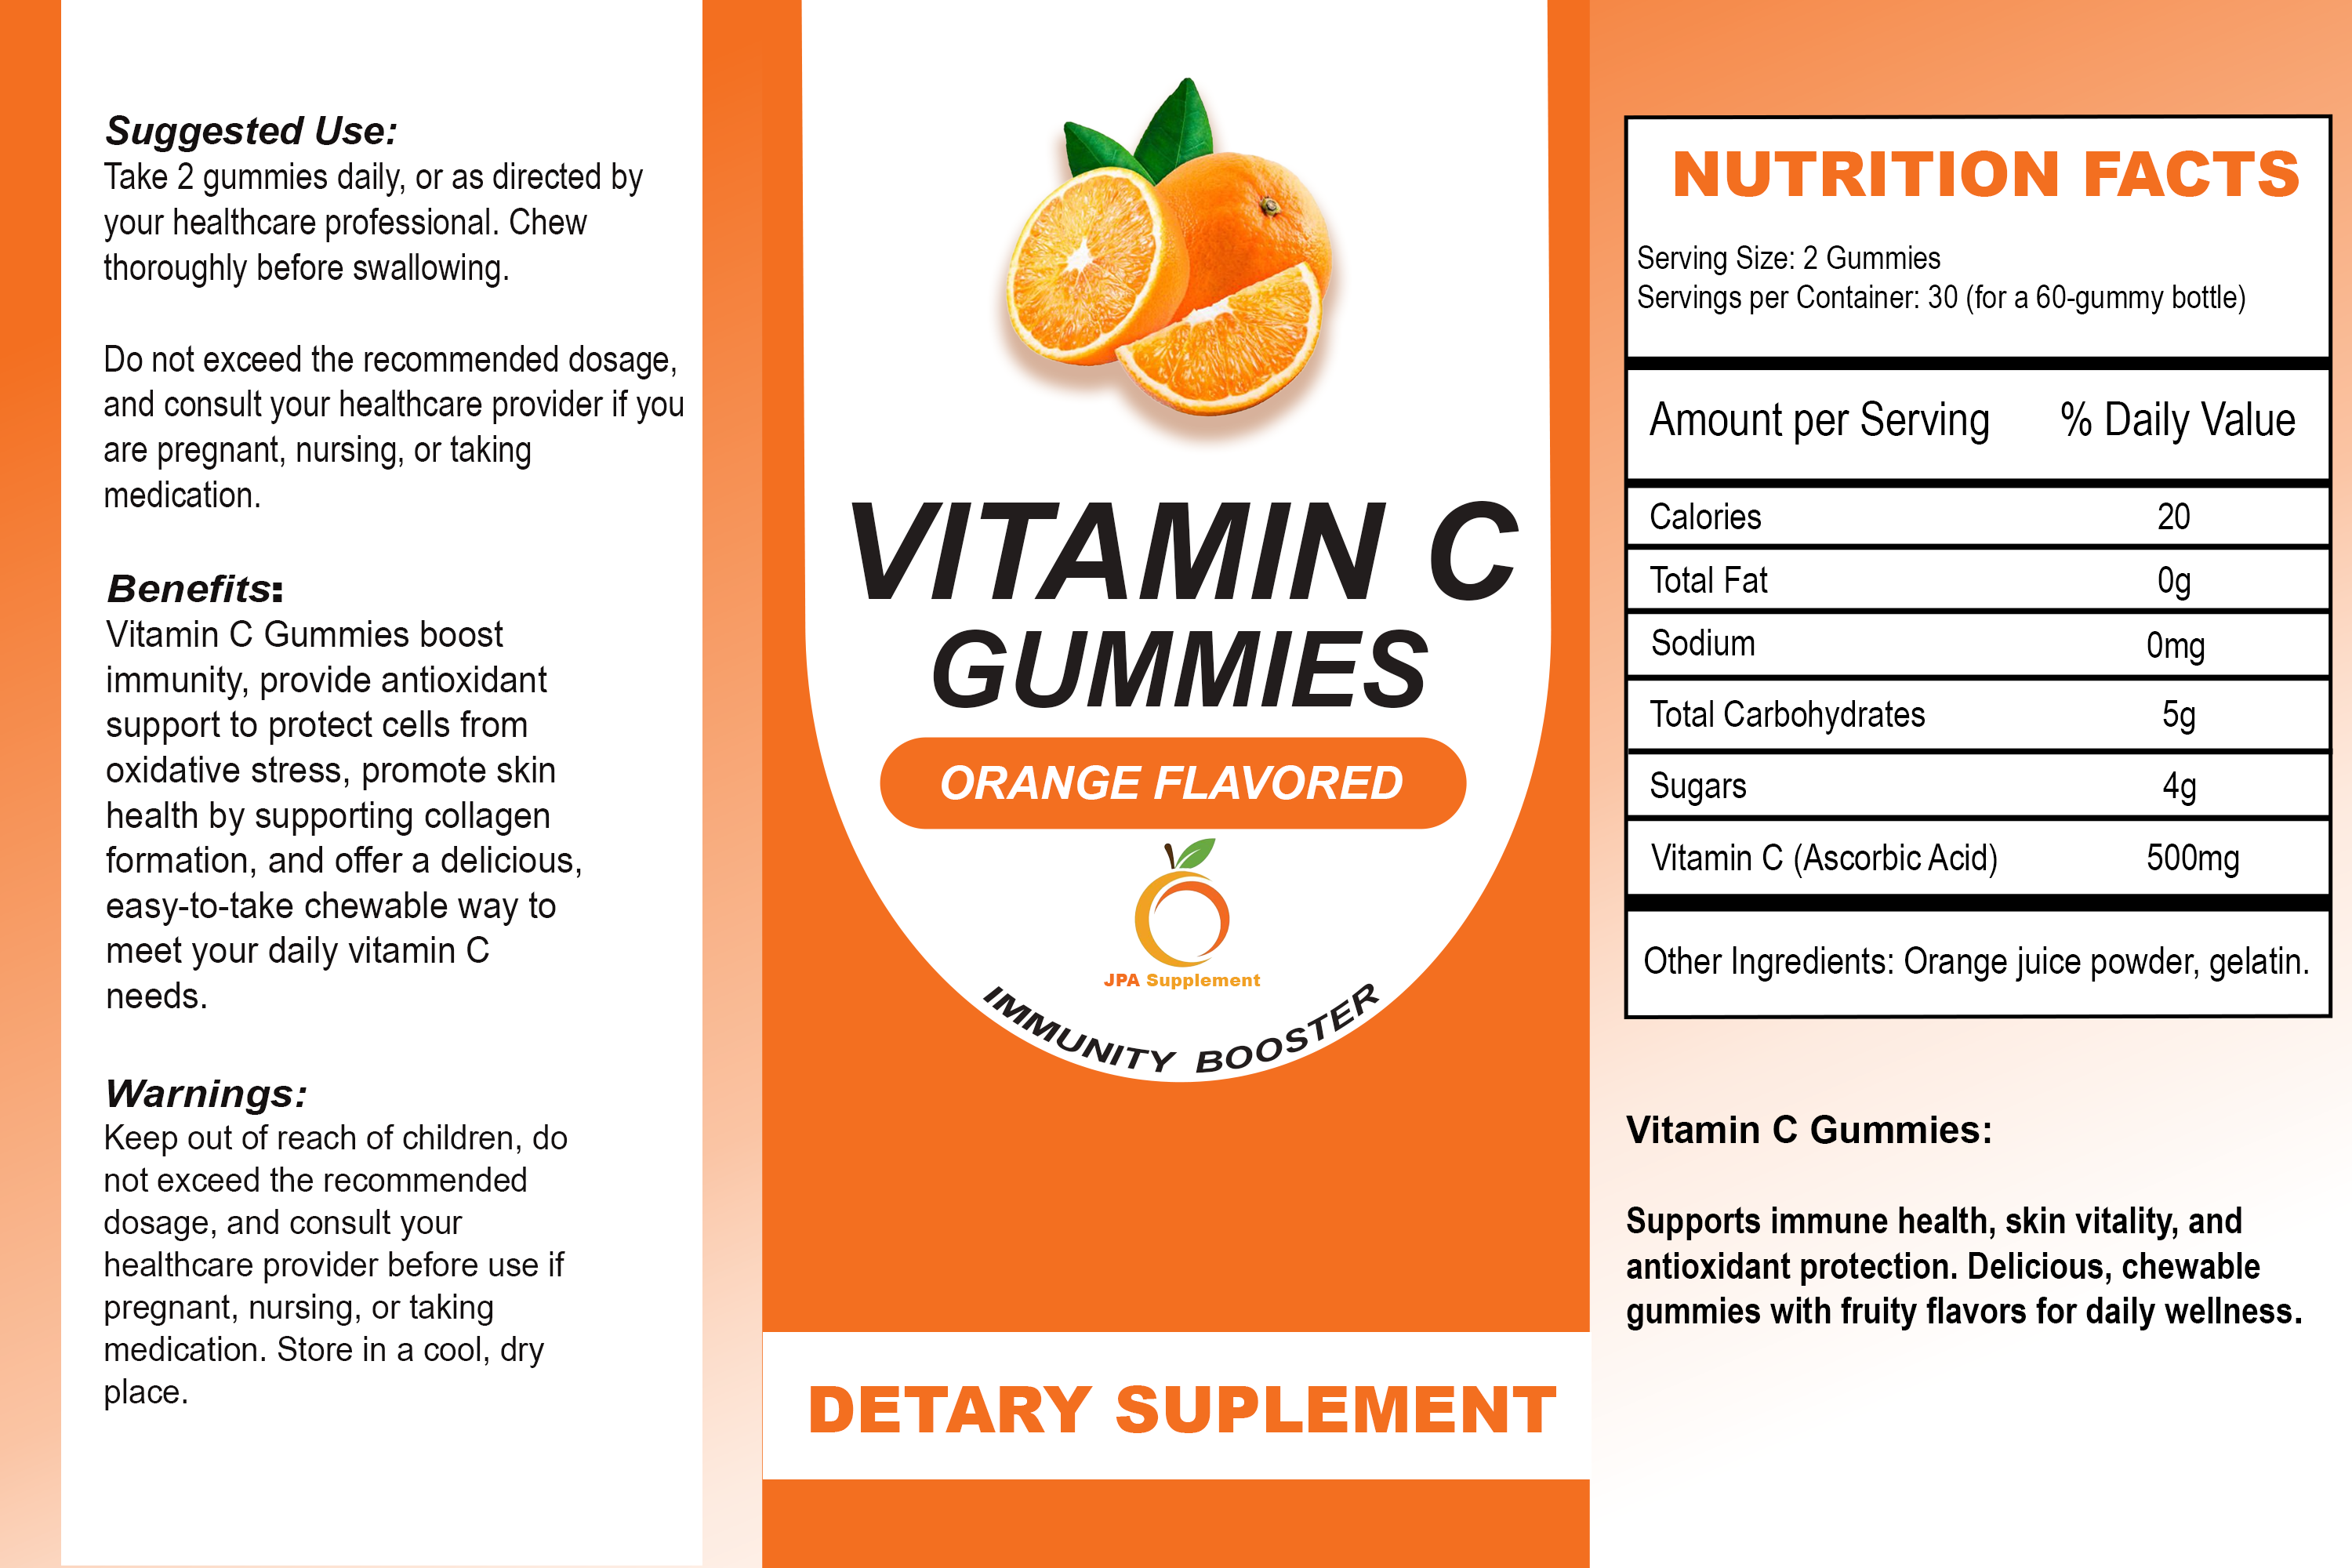 Suggested Use:
Take 2 gummies daily, or as directed by
your healthcare professional. Chew
thoroughly before swallowing.
Do not exceed the recommended dosage,
and consult your healthcare provider if you
are pregnant, nursing, or taking
medication.
Benefits:
Vitamin C Gummies boost
immunity, provide antioxidant
support to protect cells from
oxidative stress, promote skin
health by supporting collagen
formation, and offer a delicious,
easy-to-take chewable way to
meet your daily vitamin C
needs.
Warnings:
Keep out of reach of children, do
not exceed the recommended
dosage, and consult your
healthcare provider before use if
pregnant, nursing, or taking
medication. Store in a cool, dry
place.
VITAMIN C
GUMMIES
ORANGE FLAVORED
JPA Supplement
IMMUNITY BOOSTER
DETARY SUPLEMENT
NUTRITION FACTS
Serving Size: 2 Gummies
Servings per Container: 30 (for a 60-gummy bottle)
Amount per Serving % Daily Value
Calories 20
Total Fat 0g
Sodium 0mg
Total Carbohydrates 5g
Sugars 4g
Vitamin C (Ascorbic Acid) 500mg
Other Ingredients: Orange juice powder, gelatin.
Vitamin C Gummies:
Supports immune health, skin vitality, and
antioxidant protection. Delicious, chewable
gummies with fruity flavors for daily wellness.